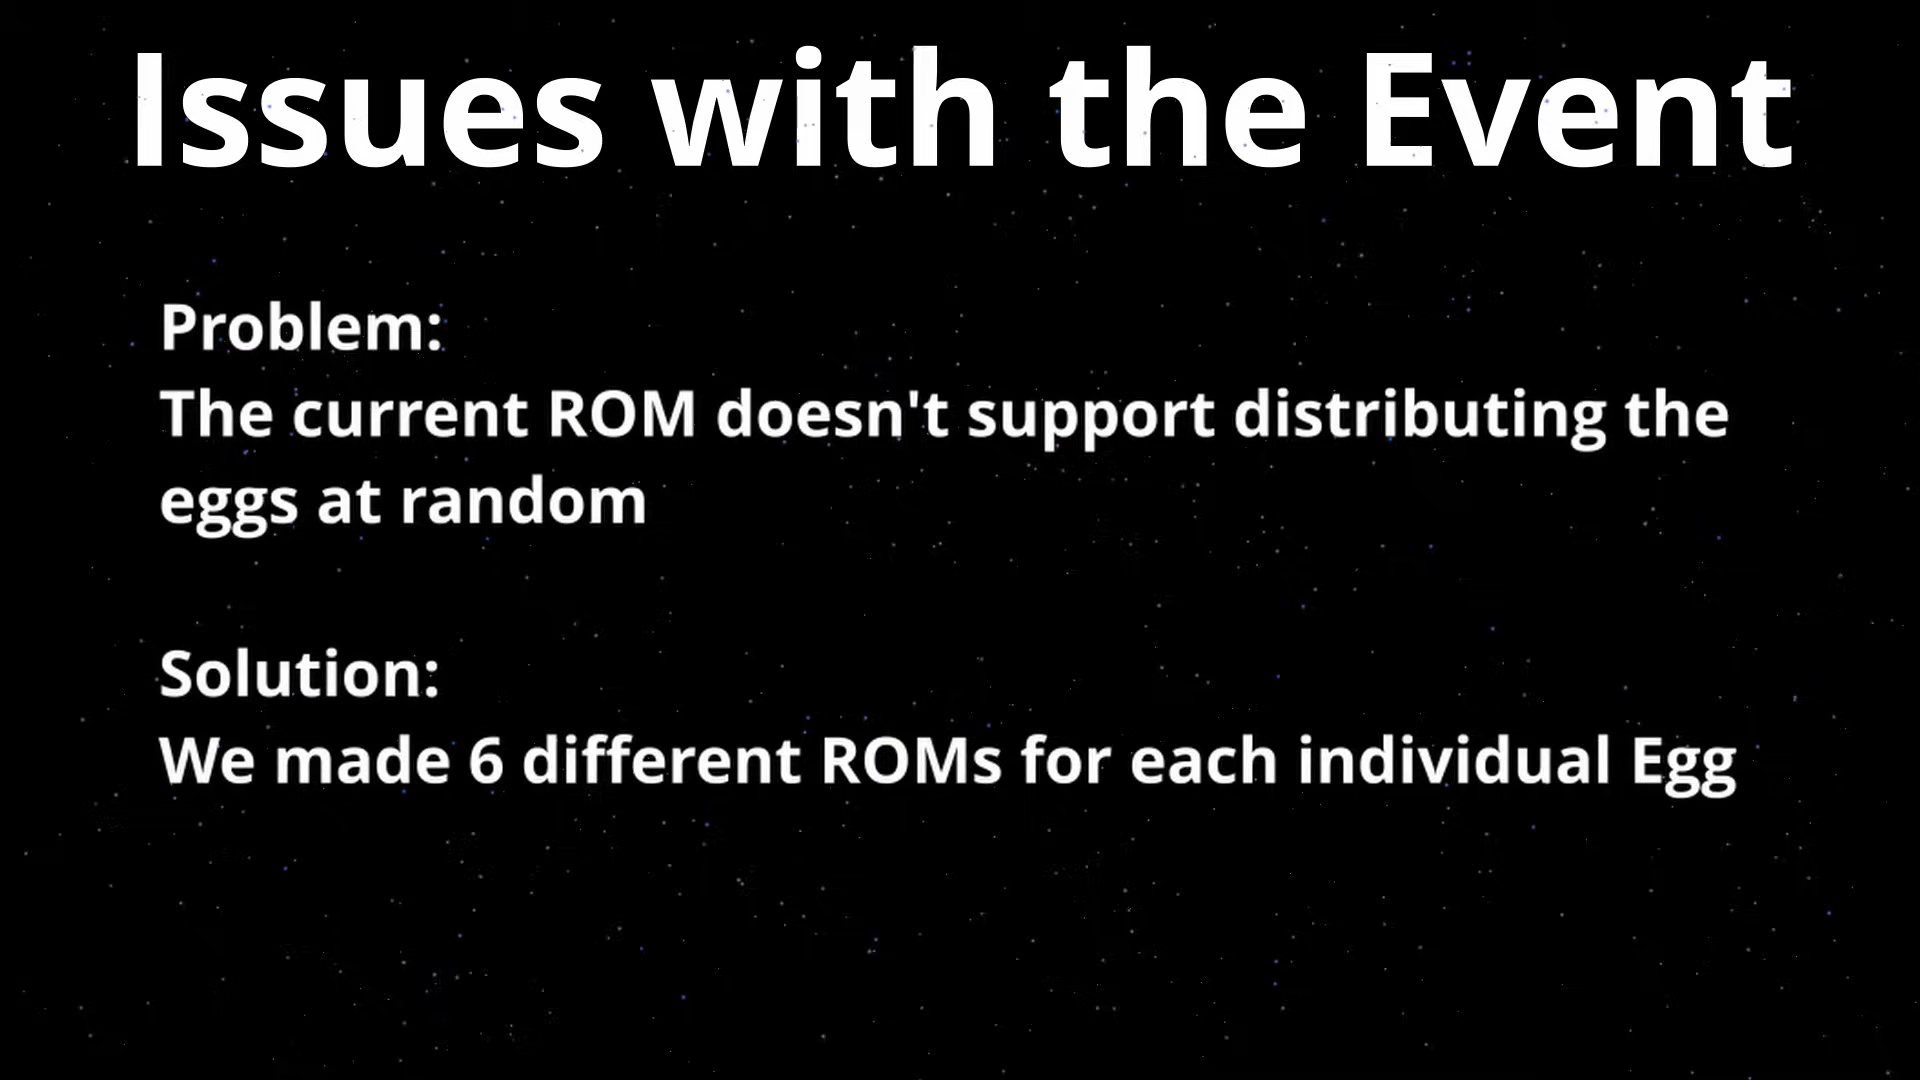 Issues with the Event
Problem:
The current ROM doesn't support distributing the
eggs at random
Solution:
We made 6 different ROMs for each individual Egg